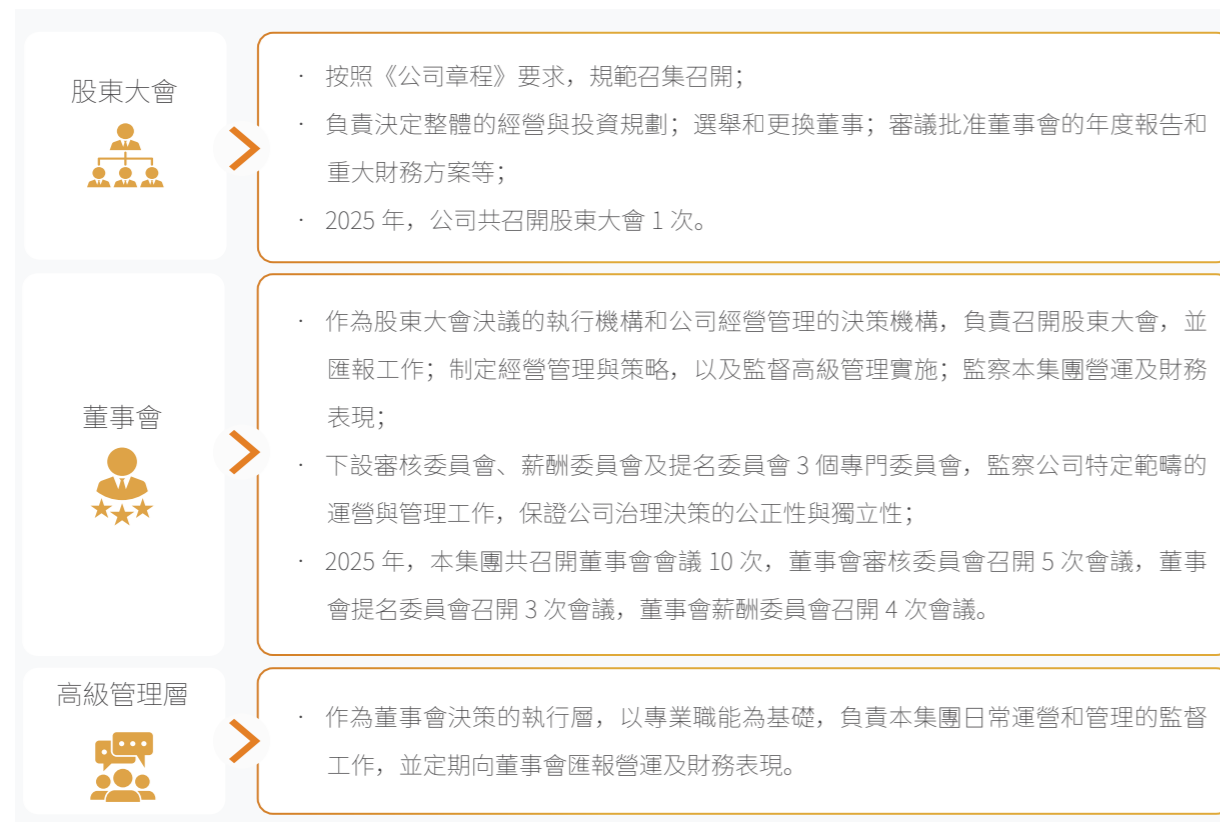 股東大會
· 按照《公司章程》要求，規範召集召開；
· 負責決定整體的經營與投資規劃；選舉和更換董事；審議批准董事會的年度報告和
重大財務方案等；
· 2025 年，公司共召開股東大會 1 次。
董事會
· 作為股東大會決議的執行機構和公司經營管理的決策機構，負責召開股東大會，並
匯報工作；制定經營管理與策略，以及監督高級管理實施；監察本集團營運及財務
表現；
· 下設審核委員會、薪酬委員會及提名委員會 3 個專門委員會，監察公司特定範疇的
運營與管理工作，保證公司治理決策的公正性與獨立性；
· 2025 年，本集團共召開董事會會議 10 次，董事會審核委員會召開 5 次會議，董事
會提名委員會召開 3 次會議，董事會薪酬委員會召開 4 次會議。
高級管理層
· 作為董事會決策的執行層，以專業職能為基礎，負責本集團日常運營和管理的監督
工作，並定期向董事會匯報營運及財務表現。